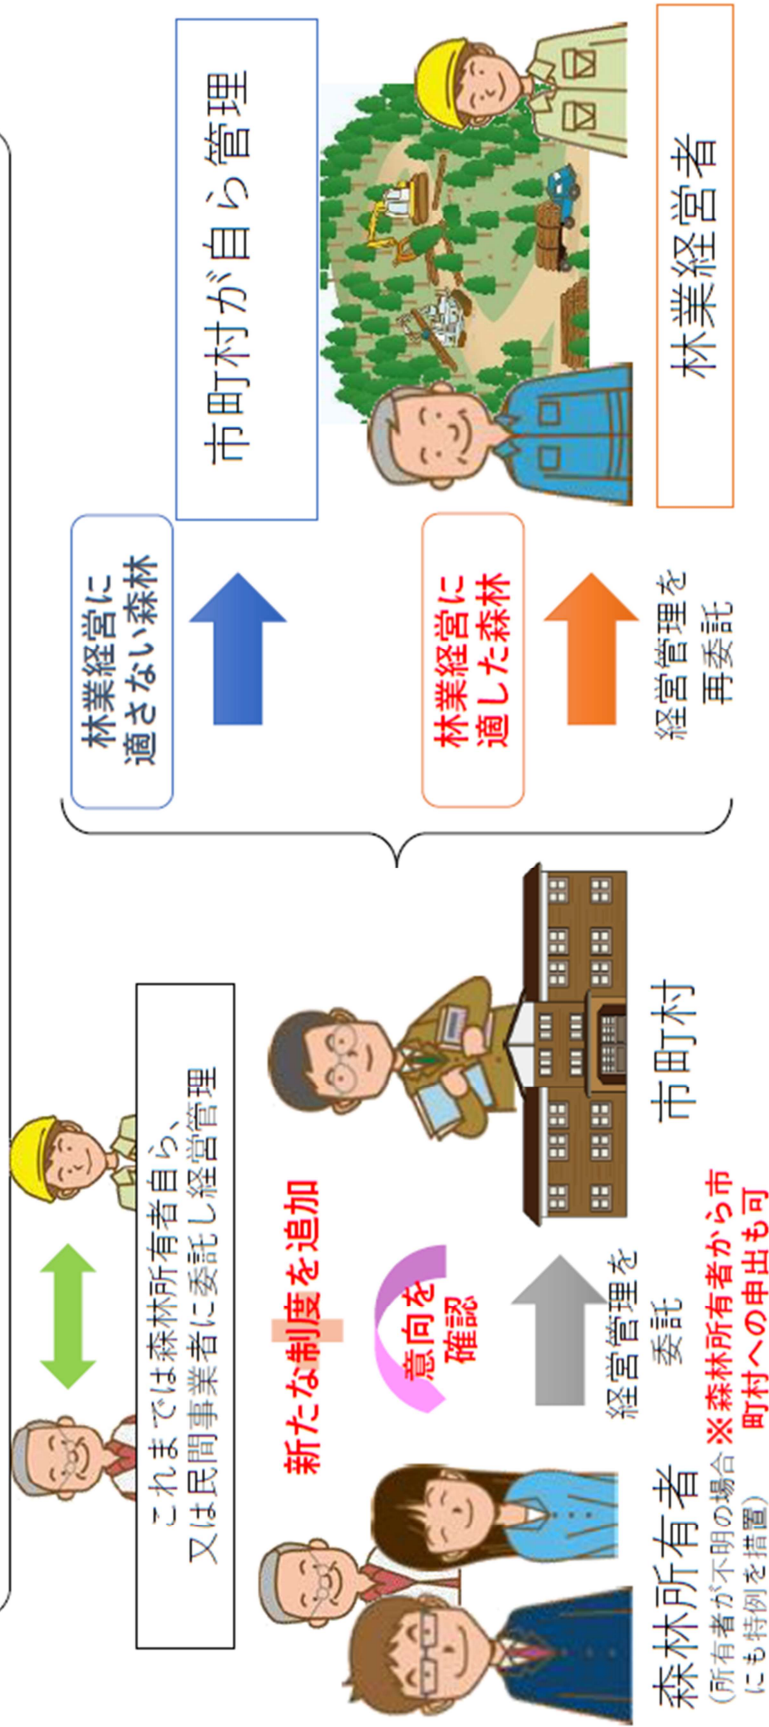 これまでは森林所有者自ら、
又は民間事業者に委託し経営管理
新たな制度を追加
意向を
確認
経営管理を
委託
※森林所有者から市
町村への申出も可
森林所有者
(所有者が不明の場合
にも特例を措置)
市町村
林業経営に
適さない森林
市町村が自ら管理
林業経営に
適した森林
経営管理を
再委託
林業経営者